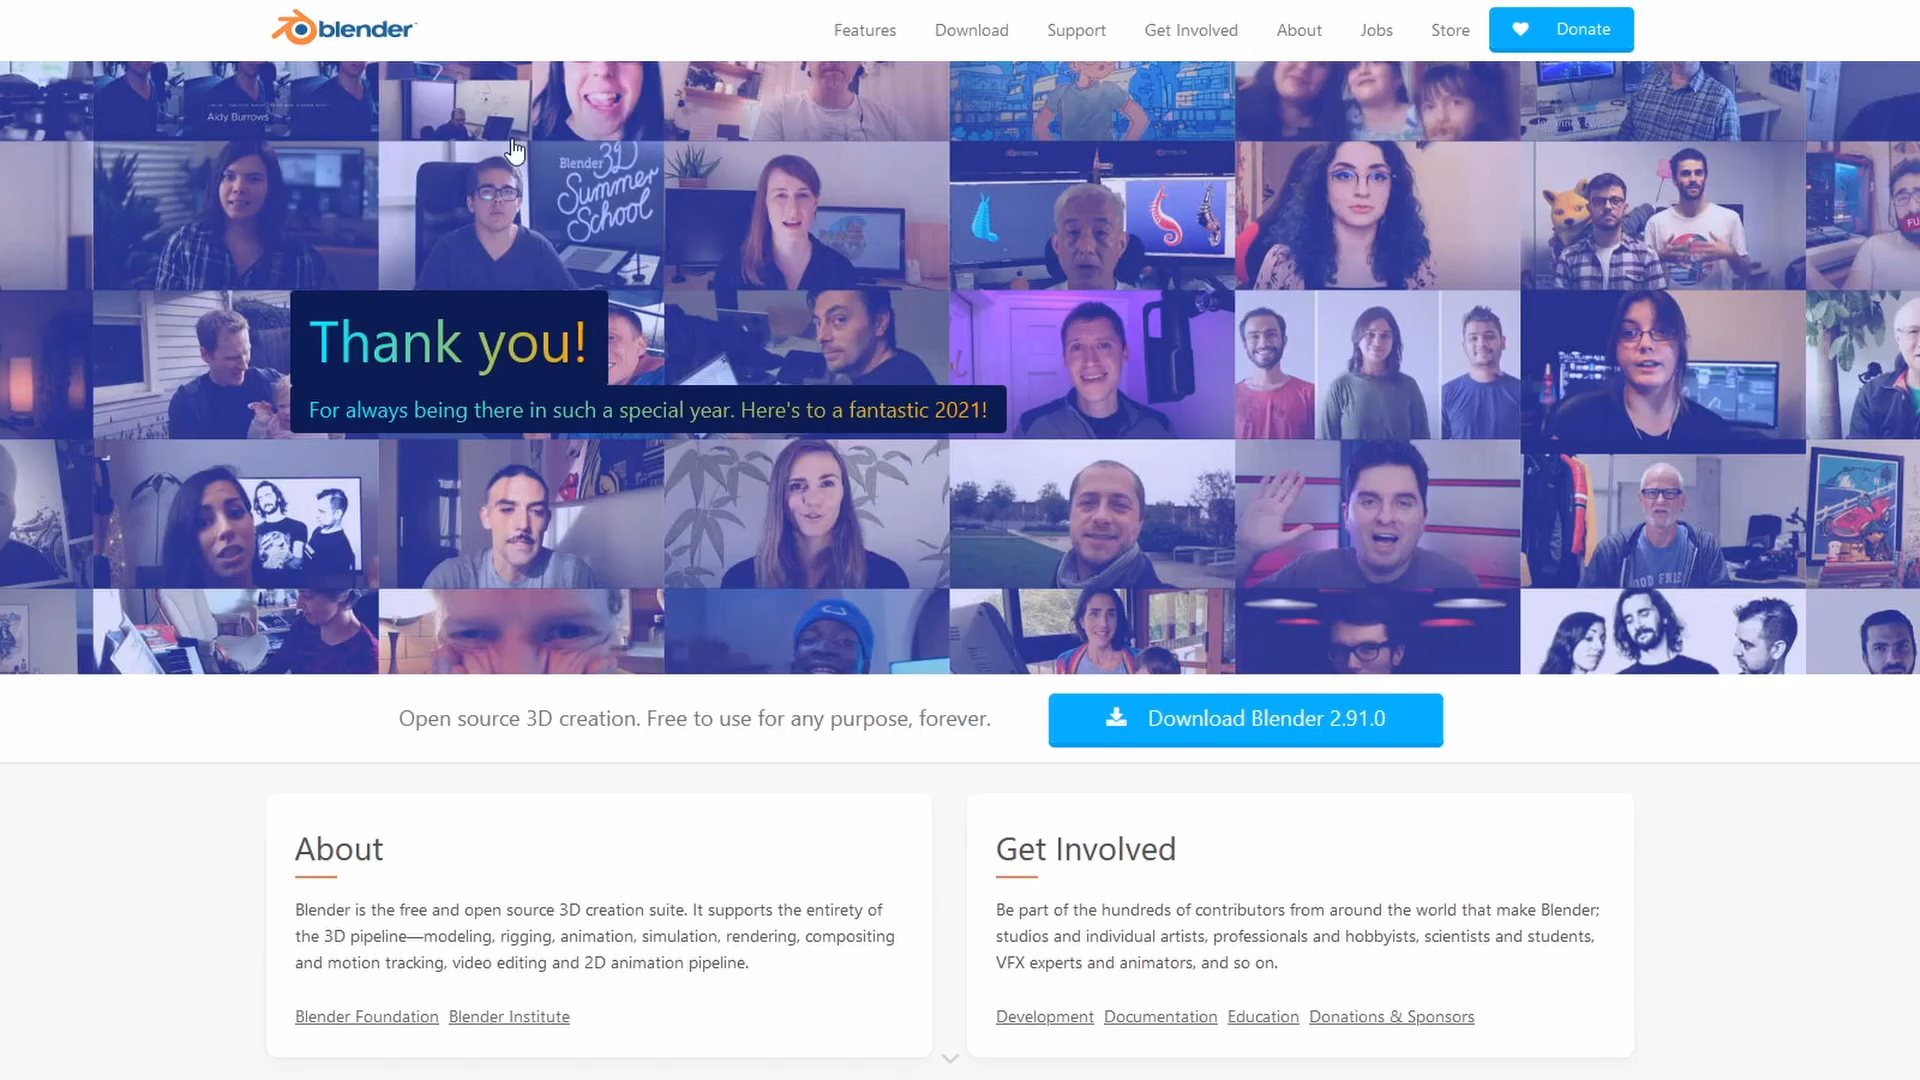 blender
Features Download Support Get Involved About Jobs Store Donate
Aidy Burrows
Blender 3D
Summer
School
Thank you!
For always being there in such a special year. Here's to a fantastic 2021!
Open source 3D creation. Free to use for any purpose, forever.
Download Blender 2.91.0
About
Blender is the free and open source 3D creation suite. It supports the entirety of
the 3D pipeline—modeling, rigging, animation, simulation, rendering, compositing
and motion tracking, video editing and 2D animation pipeline.
Blender Foundation Blender Institute
Get Involved
Be part of the hundreds of contributors from around the world that make Blender;
studios and individual artists, professionals and hobbyists, scientists and students,
VFX experts and animators, and so on.
Development Documentation Education Donations & Sponsors